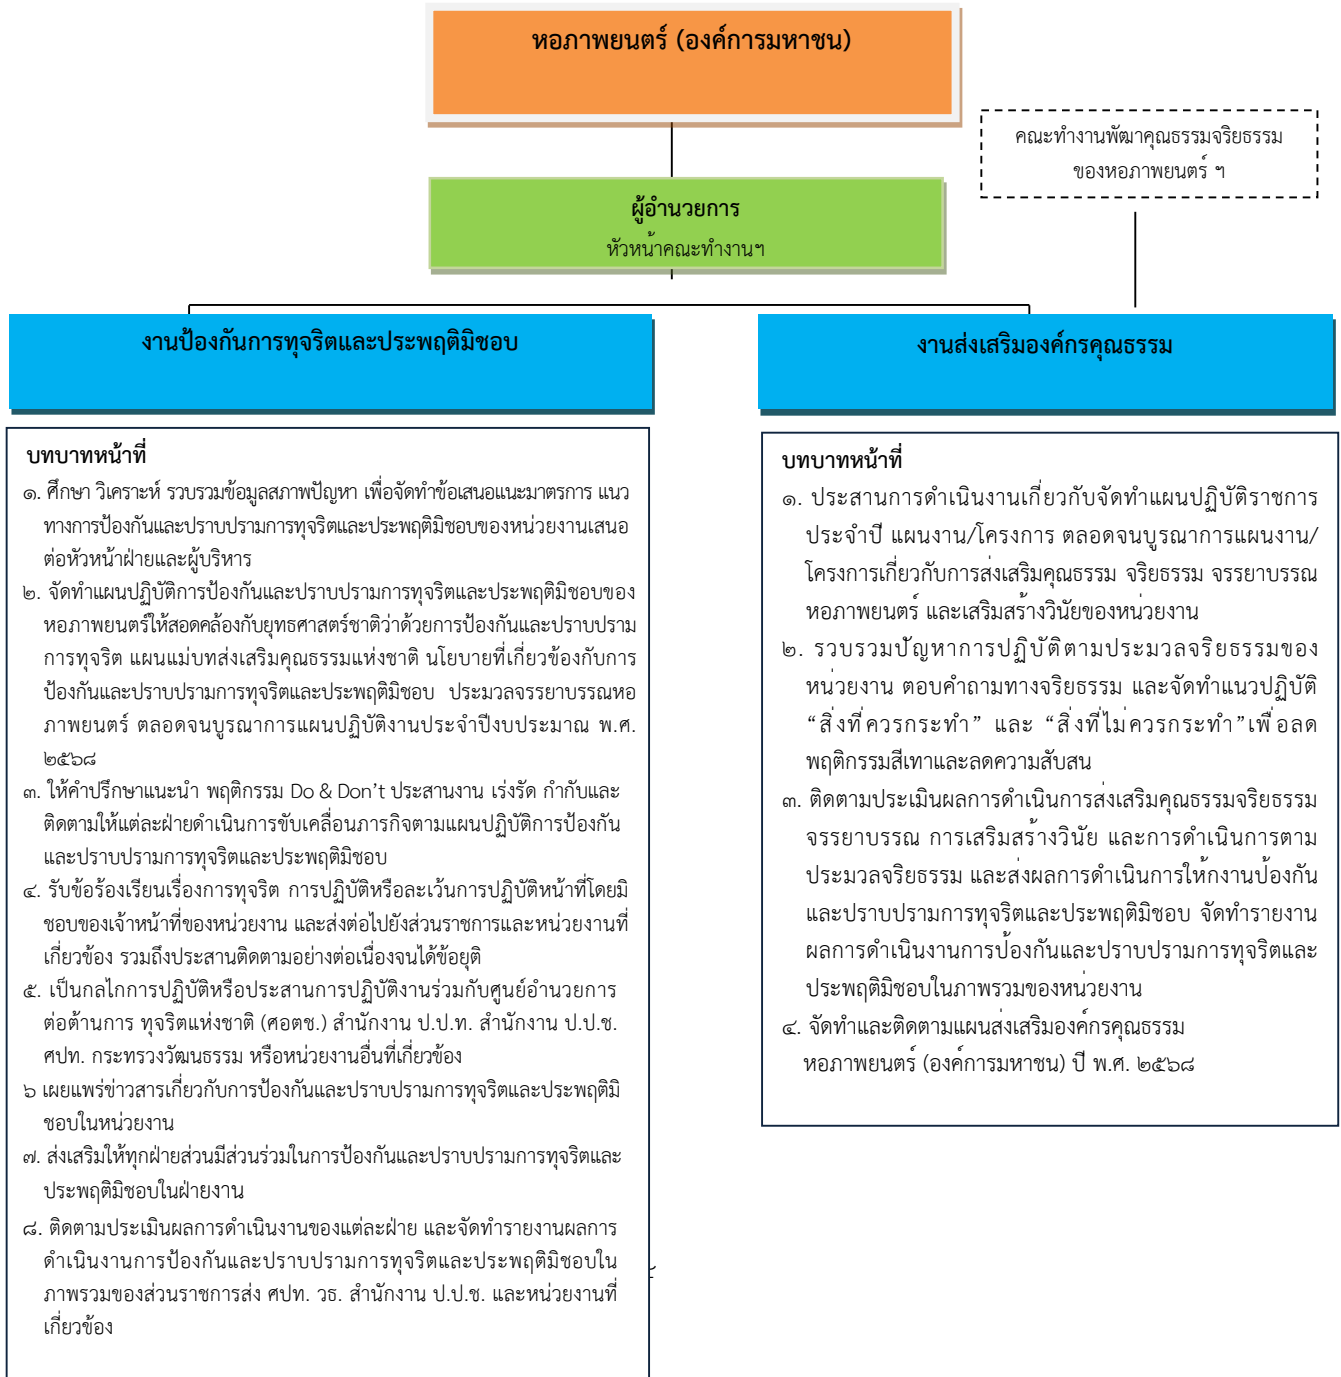 หอภาพยนตร์ (องค์การมหาชน)
คณะทำงานพัฒาคุณธรรมจริยธรรม
ของหอภาพยนตร์ ฯ
ผู้อำนวยการ
หัวหน้าคณะทำงานฯ
งานป้องกันการทุจริตและประพฤติมิชอบ
บทบาทหน้าที่
๑. ศึกษา วิเคราะห์ รวบรวมข้อมูลสภาพปัญหา เพื่อจัดทำข้อเสนอแนะมาตรการ แนว
ทางการป้องกันและปราบปรามการทุจริตและประพฤติมิชอบของหน่วยงานเสนอ
ต่อหัวหน้าฝ่ายและผู้บริหาร
๒. จัดทำแผนปฏิบัติการป้องกันและปราบปรามการทุจริตและประพฤติมิชอบของ
หอภาพยนตร์ให้สอดคล้องกับยุทธศาสตร์ชาติว่าด้วยการป้องกันและปราบปราม
การทุจริต แผนแม่บทส่งเสริมคุณธรรมแห่งชาติ นโยบายที่เกี่ยวข้องกับการ
ป้องกันและปราบปรามการทุจริตและประพฤติมิชอบ ประมวลจรรยาบรรณหอ
ภาพยนตร์ ตลอดจนบูรณาการแผนปฏิบัติงานประจำปีงบประมาณ พ.ศ.
๒๕๖๘
๓. ให้คำปรึกษาแนะนำ พฤติกรรม Do & Don’t ประสานงาน เร่งรัด กำกับและ
ติดตามให้แต่ละฝ่ายดำเนินการขับเคลื่อนภารกิจตามแผนปฏิบัติการป้องกัน
และปราบปรามการทุจริตและประพฤติมิชอบ
๔. รับข้อร้องเรียนเรื่องการทุจริต การปฏิบัติหรือละเว้นการปฏิบัติหน้าที่โดยมิ
ชอบของเจ้าหน้าที่ของหน่วยงาน และส่งต่อไปยังส่วนราชการและหน่วยงานที่
เกี่ยวข้อง รวมถึงประสานติดตามอย่างต่อเนื่องจนได้ข้อยุติ
๕. เป็นกลไกการปฏิบัติหรือประสานการปฏิบัติงานร่วมกับศูนย์อำนวยการ
ต่อต้านการ ทุจริตแห่งชาติ (ศอตช.) สำนักงาน ป.ป.ท. สำนักงาน ป.ป.ช.
ศปท. กระทรวงวัฒนธรรม หรือหน่วยงานอื่นที่เกี่ยวข้อง
๖ เผยแพร่ข่าวสารเกี่ยวกับการป้องกันและปราบปรามการทุจริตและประพฤติมิ
ชอบในหน่วยงาน
๗. ส่งเสริมให้ทุกฝ่ายส่วนมีส่วนร่วมในการป้องกันและปราบปรามการทุจริตและ
ประพฤติมิชอบในฝ่ายงาน
๘. ติดตามประเมินผลการดำเนินงานของแต่ละฝ่าย และจัดทำรายงานผลการ
ดำเนินงานการป้องกันและปราบปรามการทุจริตและประพฤติมิชอบใน
ภาพรวมของส่วนราชการส่ง ศปท. วธ. สำนักงาน ป.ป.ช. และหน่วยงานที่
เกี่ยวข้อง
งานส่งเสริมองค์กรคุณธรรม
บทบาทหน้าที่
๑. ประสานการดำเนินงานเกี่ยวกับจัดทำแผนปฏิบัติราชการ
ประจำปี แผนงาน/โครงการ ตลอดจนบูรณาการแผนงาน/
โครงการเกี่ยวกับการส่งเสริมคุณธรรม จริยธรรม จรรยาบรรณ
หอภาพยนตร์ และเสริมสร้างวินัยของหน่วยงาน
๒. รวบรวมปัญหาการปฏิบัติตามประมวลจริยธรรมของ
หน่วยงาน ตอบคำถามทางจริยธรรม และจัดทำแนวปฏิบัติ
“สิ่งที่ควรกระทำ” และ “สิ่งที่ไม่ควรกระทำ”เพื่อลด
พฤติกรรมสีเทาและลดความสับสน
๓. ติดตามประเมินผลการดำเนินการส่งเสริมคุณธรรมจริยธรรม
จรรยาบรรณ การเสริมสร้างวินัย และการดำเนินการตาม
ประมวลจริยธรรม และส่งผลการดำเนินการให้กงานป้องกัน
และปราบปรามการทุจริตและประพฤติมิชอบ จัดทำรายงาน
ผลการดำเนินงานการป้องกันและปราบปรามการทุจริตและ
ประพฤติมิชอบในภาพรวมของหน่วยงาน
๔. จัดทำและติดตามแผนส่งเสริมองค์กรคุณธรรม
หอภาพยนตร์ (องค์การมหาชน) ปี พ.ศ. ๒๕๖๘